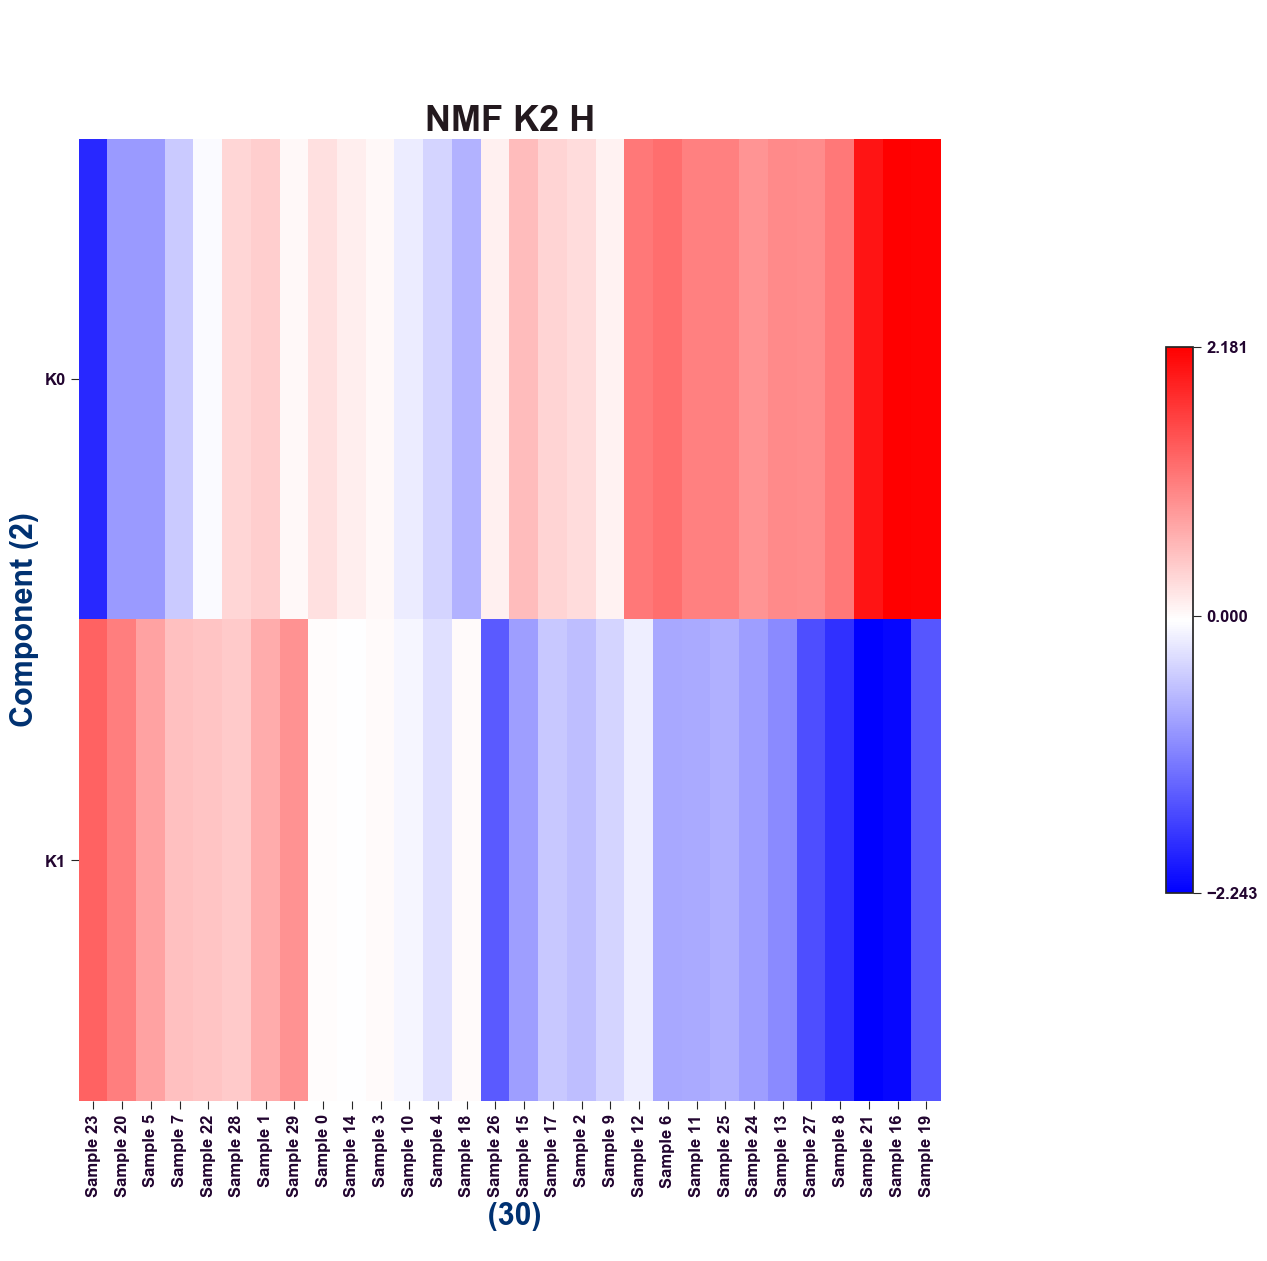 NMF K2 H
Component (2)
K0
K1
2.181
0.000
−2.243
Sample 23
Sample 20
Sample 5
Sample 7
Sample 22
Sample 28
Sample 1
Sample 29
Sample 0
Sample 14
Sample 3
Sample 10
Sample 4
Sample 18
Sample 26
Sample 15
Sample 17
Sample 2
Sample 9
Sample 12
Sample 6
Sample 11
Sample 25
Sample 24
Sample 13
Sample 27
Sample 8
Sample 21
Sample 16
Sample 19
(30)